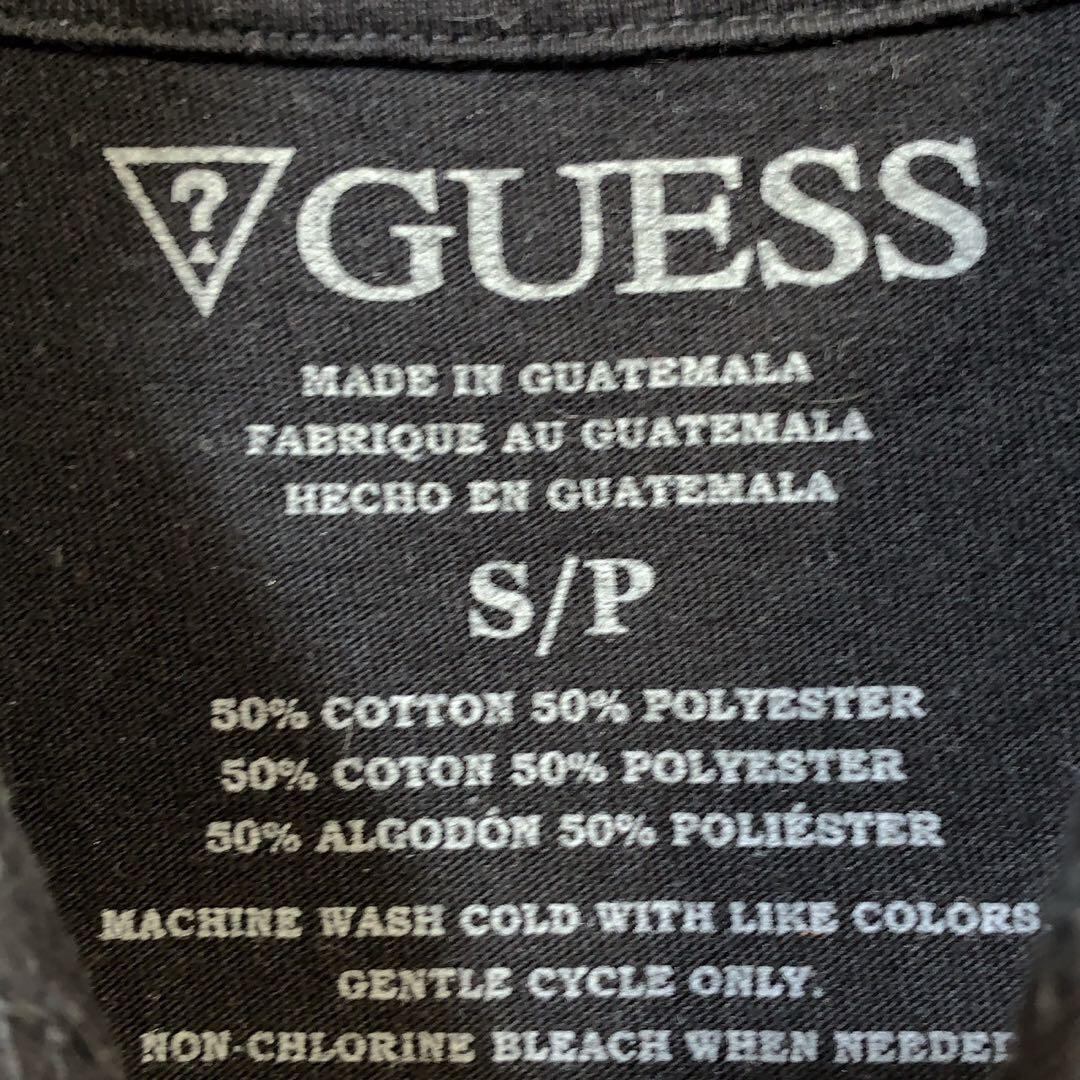 ? GUESS
MADE IN GUATEMALA
FABRIQUE AU GUATEMALA
HECHO EN GUATEMALA
S/P
50% COTTON 50% POLYESTER
50% COTON 50% POLYESTER
50% ALGODÓN 50% POLIÉSTER
MACHINE WASH COLD WITH LIKE COLORS.
GENTLE CYCLE ONLY.
NON-CHLORINE BLEACH WHEN NEEDED